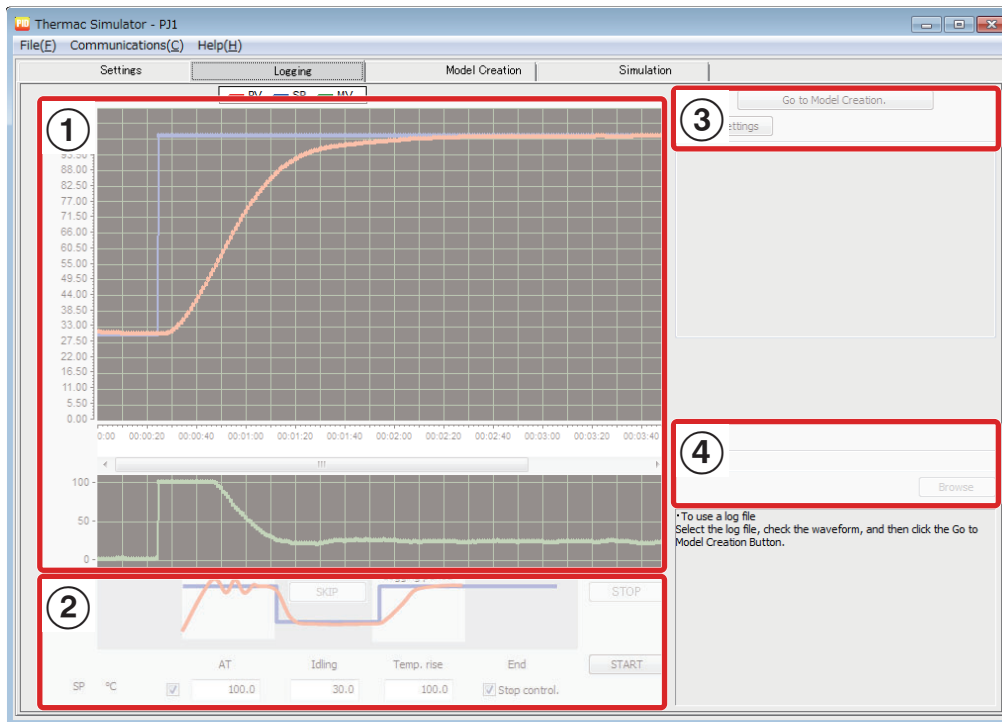 Thermac Simulator - PJ1
File(F) Communications(C) Help(H)
Settings Logging Model Creation Simulation
PV SP MV
1
93.50
88.00
82.50
77.00
71.50
66.00
60.50
55.00
49.50
44.00
38.50
33.00
27.50
22.00
16.50
11.00
5.50
0.00
0:00 00:00:20 00:00:40 00:01:00 00:01:20 00:01:40 00:02:00 00:02:20 00:02:40 00:03:00 00:03:20 00:03:40
100
50
0
2
SKIP
STOP
AT Idling Temp. rise End START
SP °C 100.0 30.0 100.0 Stop control.
3
Go to Model Creation.
ettings
4
Browse
・To use a log file
Select the log file, check the waveform, and then click the Go to
Model Creation Button.